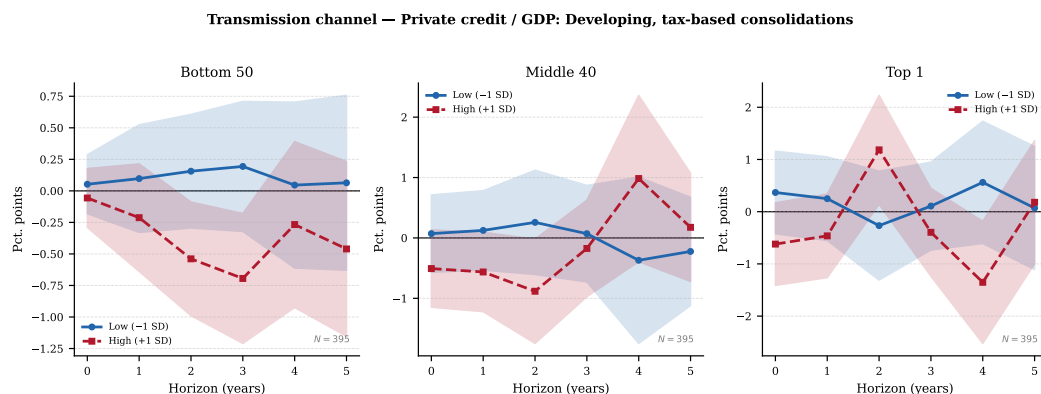 Transmission channel — Private credit / GDP: Developing, tax-based consolidations
Bottom 50
Pct. points
0.75
0.50
0.25
0.00
−0.25
−0.50
−0.75
−1.00
−1.25
Low (−1 SD)
High (+1 SD)
N = 395
0 1 2 3 4 5
Horizon (years)
Middle 40
Pct. points
2
1
0
−1
Low (−1 SD)
High (+1 SD)
N = 395
0 1 2 3 4 5
Horizon (years)
Top 1
Pct. points
2
1
0
−1
−2
Low (−1 SD)
High (+1 SD)
N = 395
0 1 2 3 4 5
Horizon (years)